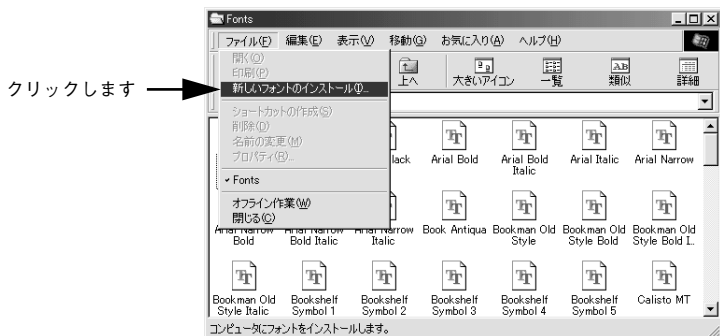 Fonts
ファイル(F) 編集(E) 表示(V) 移動(G) お気に入り(A) ヘルプ(H)
開く(O)
印刷(P)
新しいフォントのインストール(I)...
ショートカットの作成(S)
削除(D)
名前の変更(M)
プロパティ(R)...
Fonts
オフライン作業(W)
閉じる(C)
クリックします
上へ 大きいアイコン 一覧 類似 詳細
lack Arial Bold Arial Bold Italic Arial Italic Arial Narrow
Arial Narrow Bold Arial Narrow Bold Italic Arial Narrow Italic Book Antiqua Bookman Old Style Bookman Old Style Bold Bookman Old Style Bold I...
Bookman Old Style Italic Bookshelf Symbol 1 Bookshelf Symbol 2 Bookshelf Symbol 3 Bookshelf Symbol 4 Bookshelf Symbol 5 Calisto MT
コンピュータにフォントをインストールします。